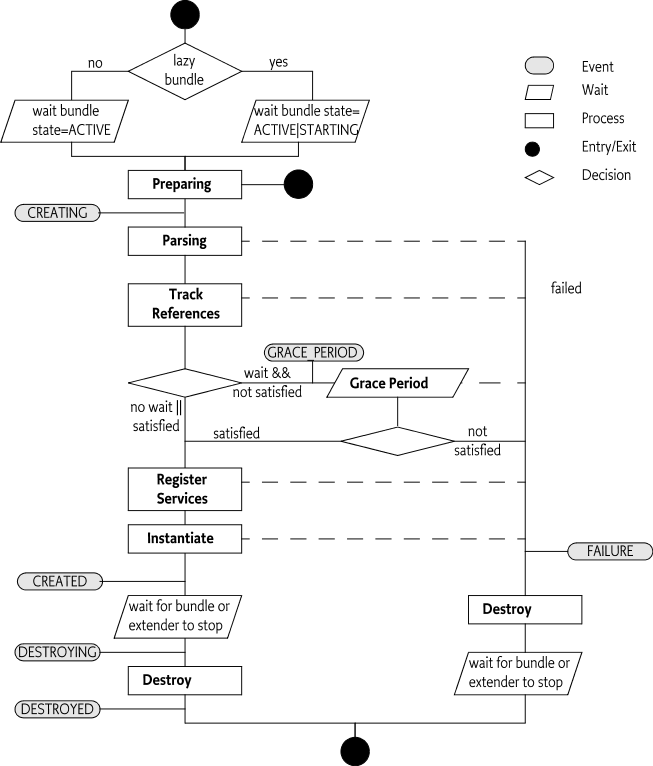 lazy
bundle
no
yes
wait bundle
state=ACTIVE
wait bundle state=
ACTIVE|STARTING
Event
Wait
Process
Entry/Exit
Decision
Preparing
CREATING
Parsing
failed
Track
References
GRACE_PERIOD
wait &&
not satisfied
Grace Period
no wait ||
satisfied
satisfied
not
satisfied
Register
Services
Instantiate
FAILURE
CREATED
wait for bundle or
extender to stop
Destroy
DESTROYING
wait for bundle or
extender to stop
Destroy
DESTROYED